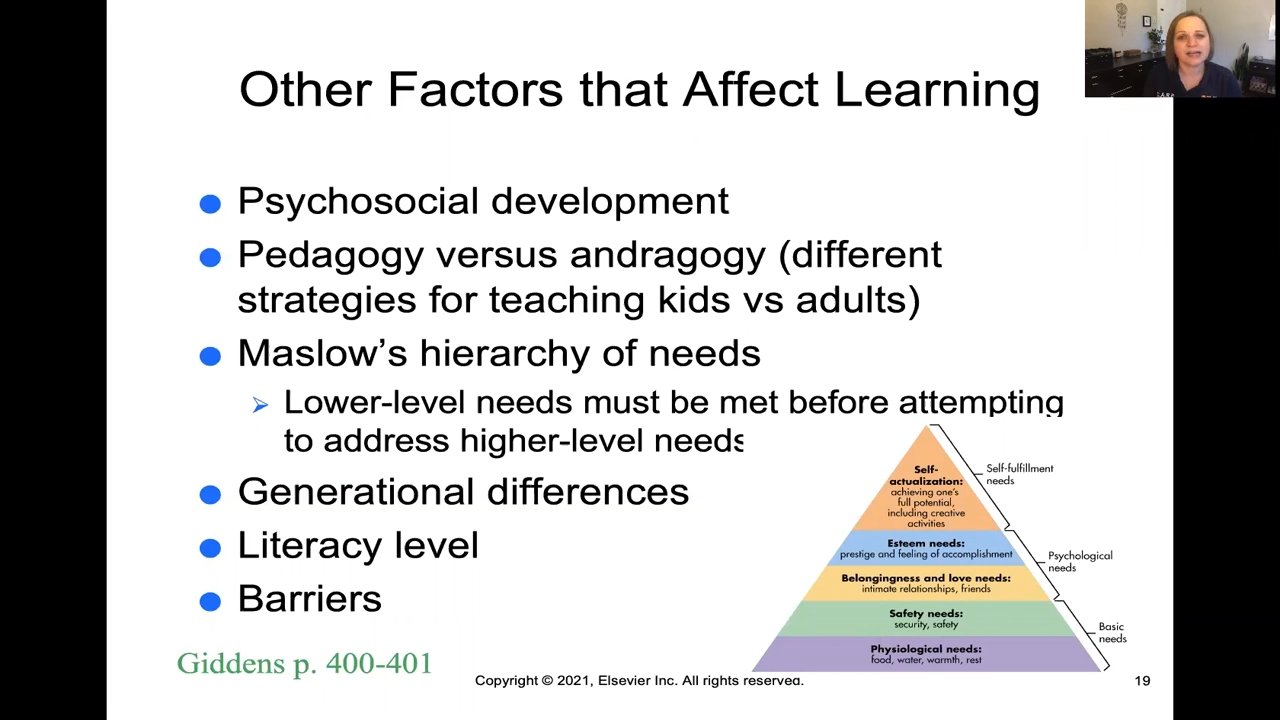 Other Factors that Affect Learning
Psychosocial development
Pedagogy versus andragogy (different
strategies for teaching kids vs adults)
Maslow's hierarchy of needs
Lower-level needs must be met before attempting
to address higher-level needs
Generational differences
Literacy level
Barriers
Self-
actualization:
achieving one's
full potential,
including creative
activities
Esteem needs:
prestige and feeling of accomplishment
Belongingness and love needs:
intimate relationships, friends
Safety needs:
security, safety
Physiological needs:
food, water, warmth, rest
Self-fulfillment
needs
Psychological
needs
Basic
needs
Giddens p. 400-401
Copyright © 2021, Elsevier Inc. All rights reserved.
19